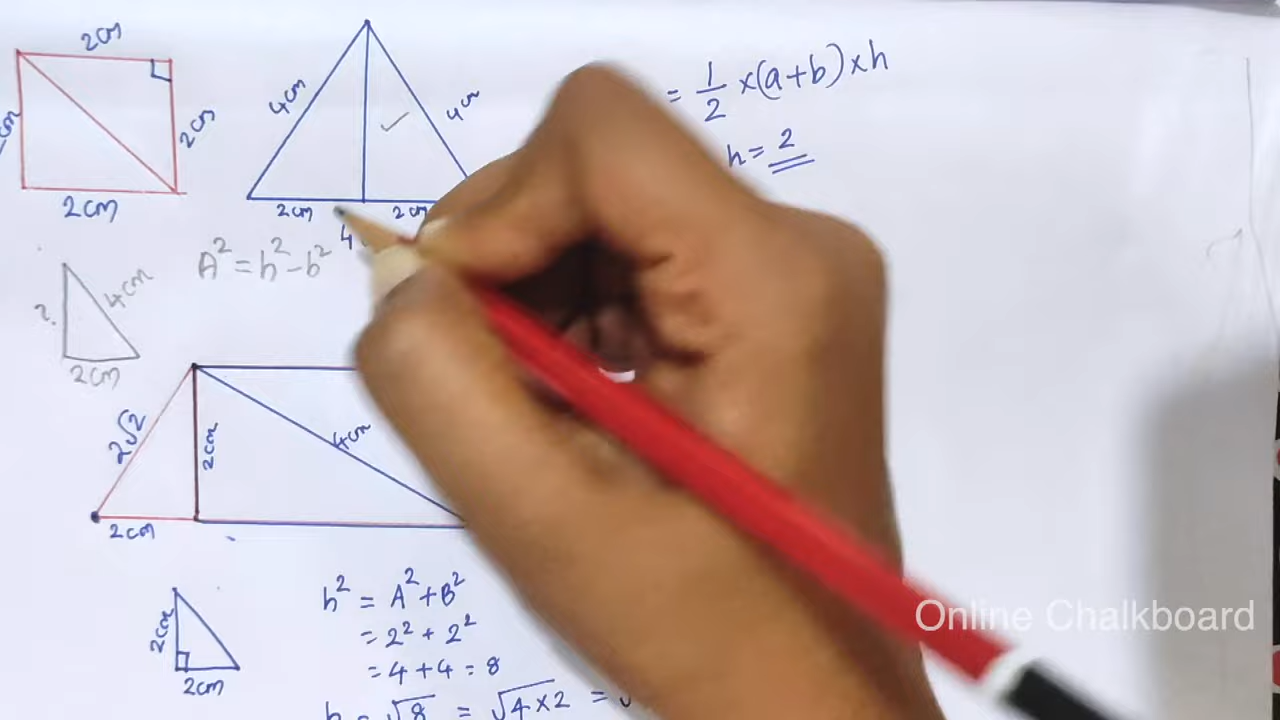 2cm
2cm
2cm
4cm
4cm
2cm
2cm
= 1/2 ×(a+b)×h
h= 2
A² = h² – b²
?
4cm
2cm
2√2
2cm
4cm
2cm
2cm
2cm
h² = A² + B²
= 2² + 2²
= 4 + 4 = 8
h = √8 = √4×2 =
Online Chalkboard